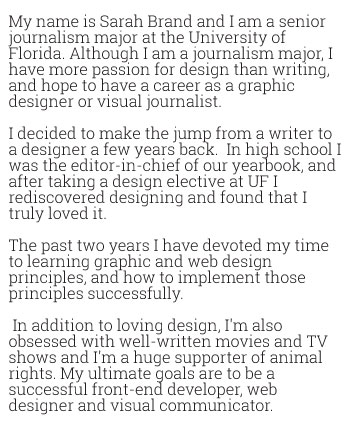 My name is Sarah Brand and I am a senior
journalism major at the University of
Florida. Although I am a journalism major, I
have more passion for design than writing,
and hope to have a career as a graphic
designer or visual journalist.
I decided to make the jump from a writer to
a designer a few years back.  In high school I
was the editor-in-chief of our yearbook, and
after taking a design elective at UF I
rediscovered designing and found that I
truly loved it.
The past two years I have devoted my time
to learning graphic and web design
principles, and how to implement those
principles successfully.
In addition to loving design, I'm also
obsessed with well-written movies and TV
shows and I'm a huge supporter of animal
rights. My ultimate goals are to be a
successful front-end developer, web
designer and visual communicator.